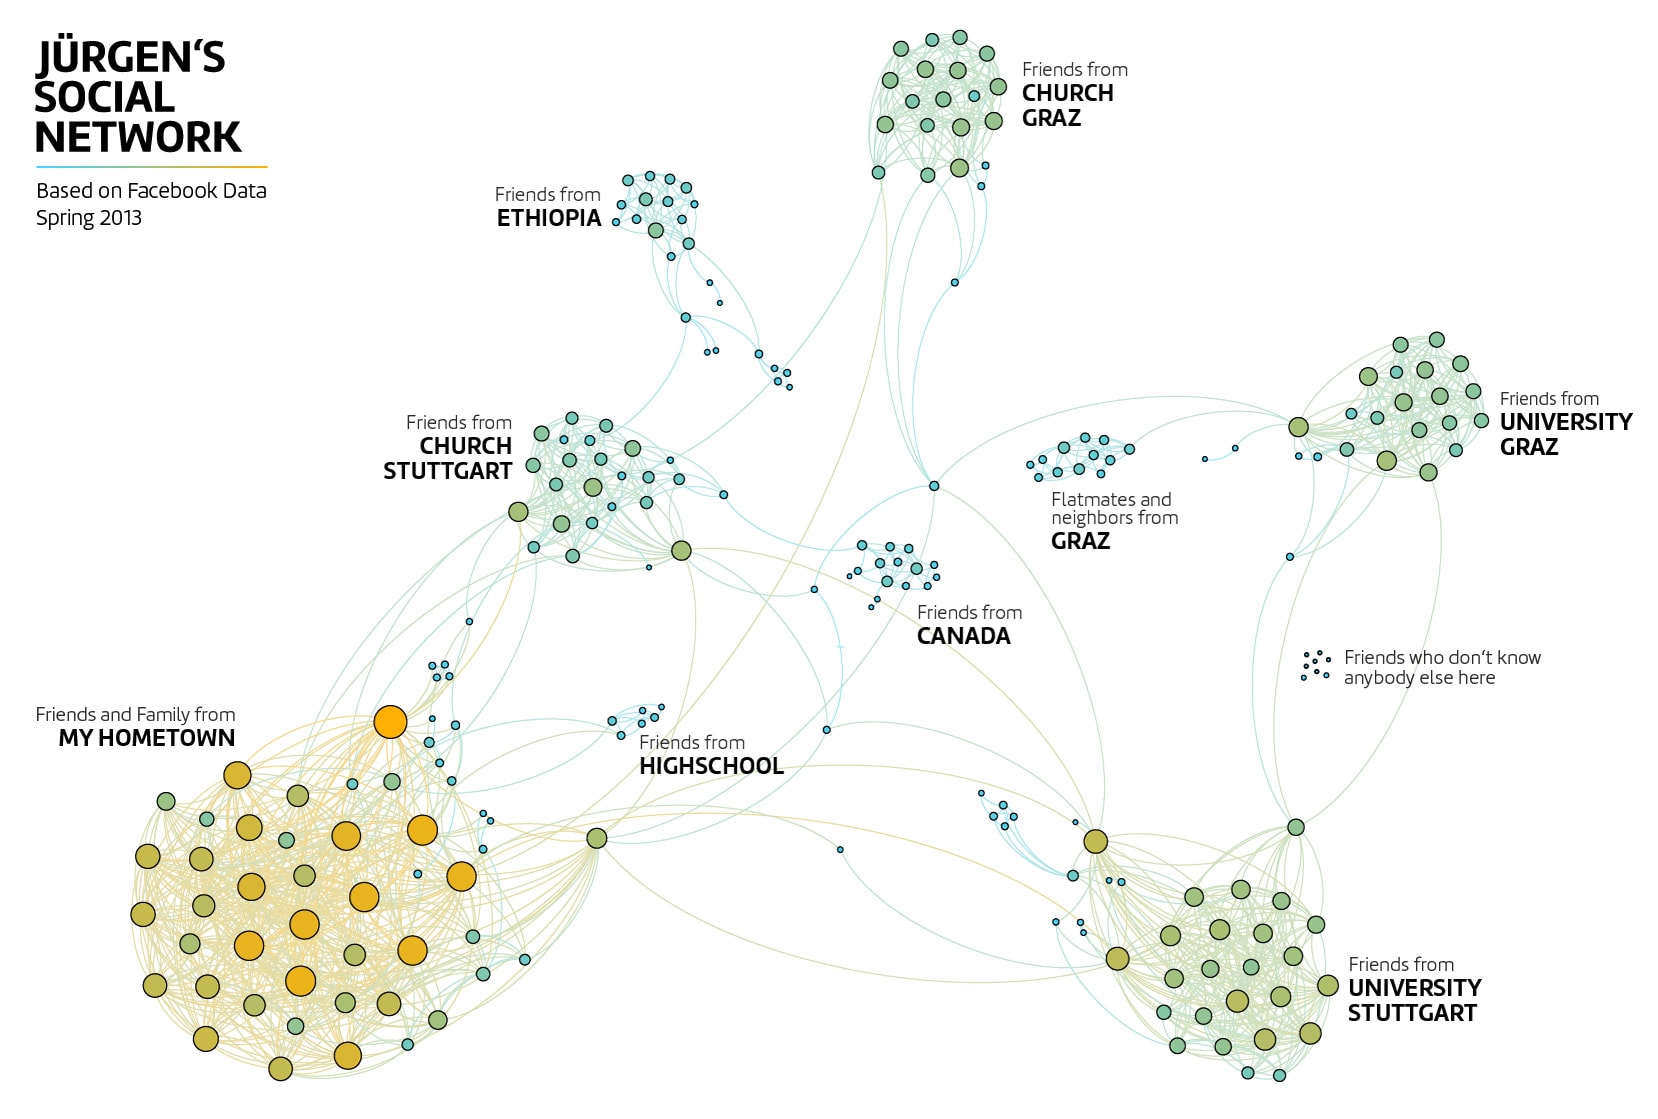 JÜRGEN‘S
SOCIAL
NETWORK
Based on Facebook Data
Spring 2013
Friends from
CHURCH
GRAZ
Friends from
ETHIOPIA
Friends from
CHURCH
STUTTGART
Friends from
UNIVERSITY
GRAZ
Flatmates and
neighbors from
GRAZ
Friends from
CANADA
Friends who don‘t know
anybody else here
Friends and Family from
MY HOMETOWN
Friends from
HIGHSCHOOL
Friends from
UNIVERSITY
STUTTGART